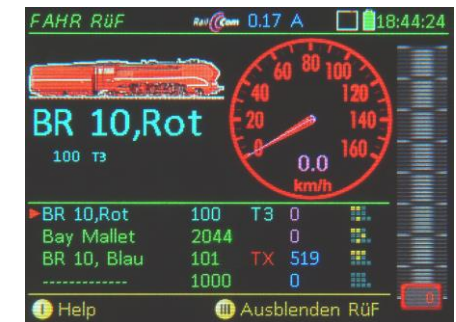 FAHR RüF RailCom 0.17 A 18:44:24
20 40 60 80 100 120 140 160
BR 10,Rot
100 T3
0.0
km/h
BR 10,Rot 100 T3 0
Bay Mallet 2044 0
BR 10, Blau 101 TX 519
------------- 1000 0
0
I Help III Ausblenden RüF